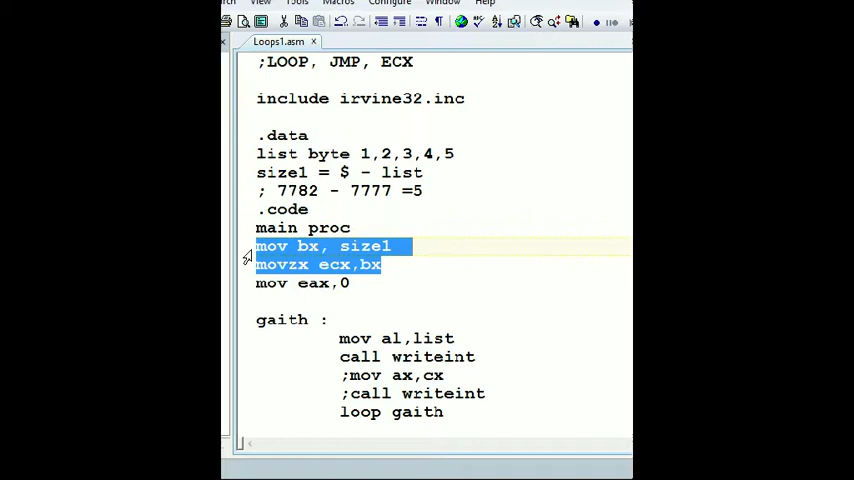 View Tools Macros Configure Window Help
Loops1.asm ×
;LOOP, JMP, ECX
include irvine32.inc
.data
list byte 1,2,3,4,5
size1 = $ - list
; 7782 - 7777 =5
.code
main proc
mov bx, size1
movzx ecx,bx
mov eax,0
gaith :
mov al,list
call writeint
;mov ax,cx
;call writeint
loop gaith